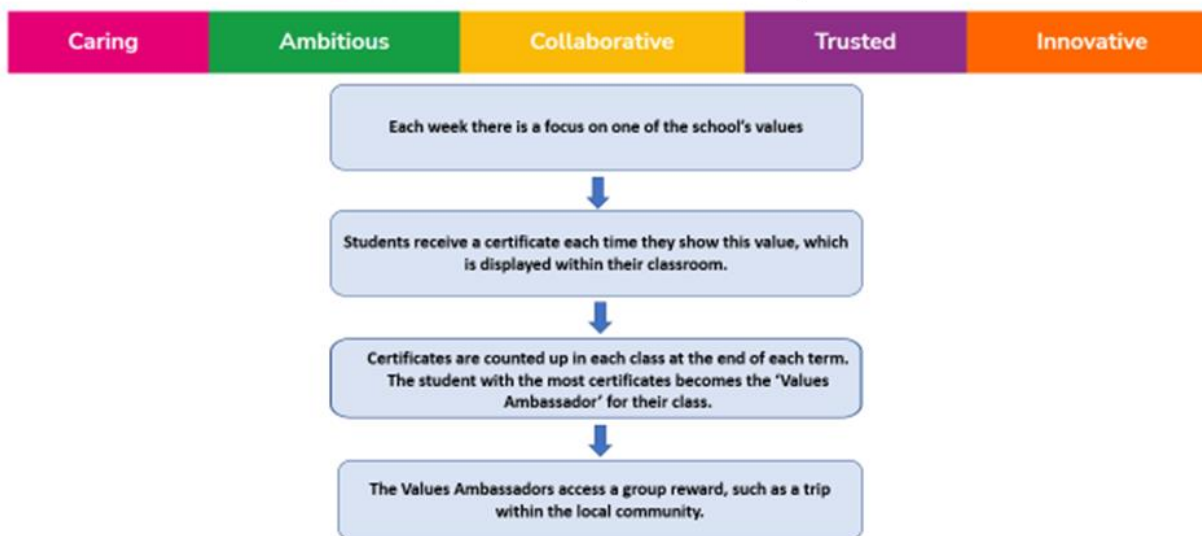 Caring Ambitious Collaborative Trusted Innovative
Each week there is a focus on one of the school's values
Students receive a certificate each time they show this value, which
is displayed within their classroom.
Certificates are counted up in each class at the end of each term.
The student with the most certificates becomes the 'Values
Ambassador' for their class.
The Values Ambassadors access a group reward, such as a trip
within the local community.